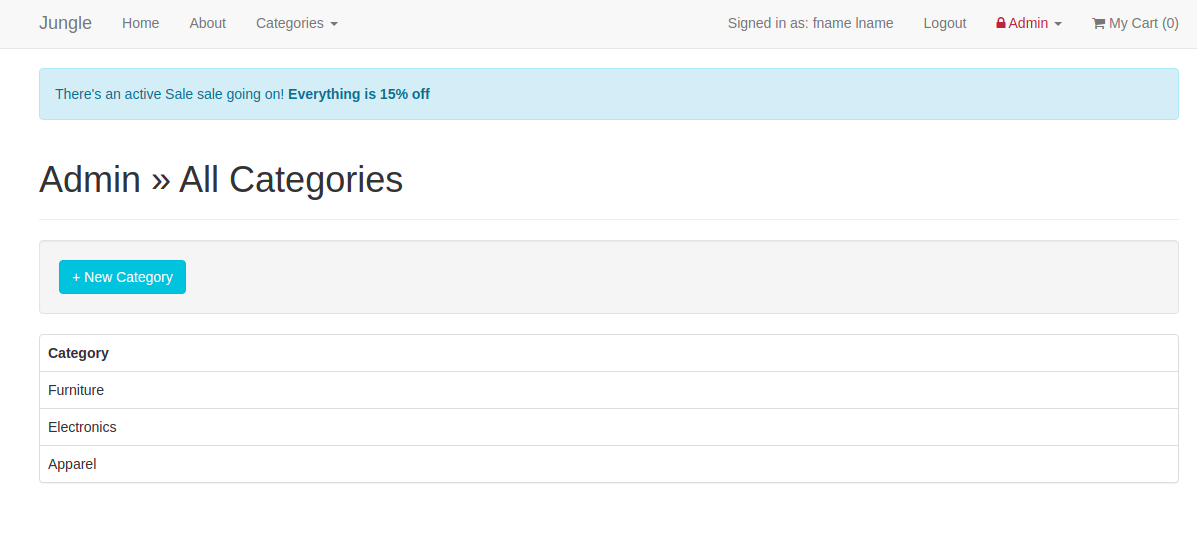 Jungle Home About Categories Signed in as: fname lname Logout Admin My Cart (0)
There's an active Sale sale going on! Everything is 15% off
Admin » All Categories
+ New Category
Category
Furniture
Electronics
Apparel